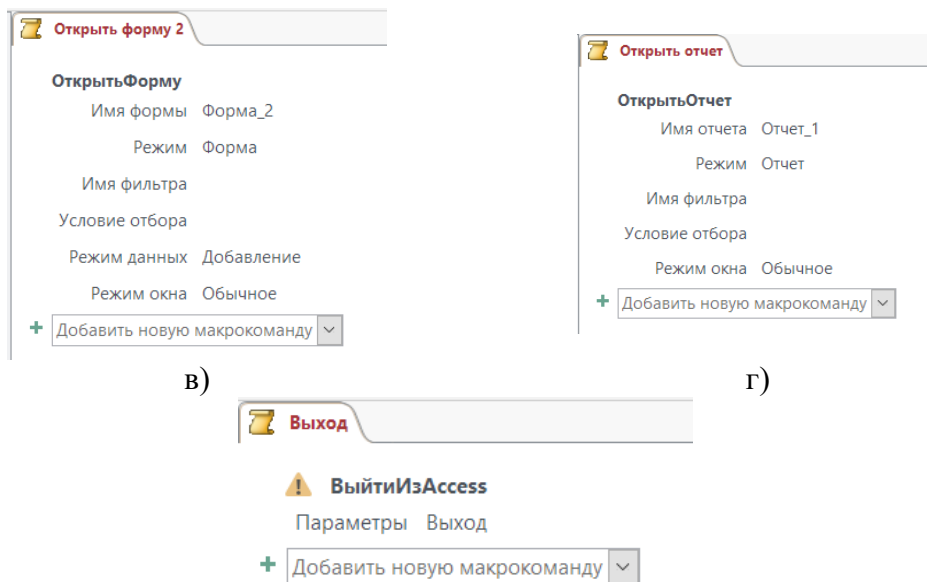 Открыть форму 2
ОткрытьФорму
Имя формы Форма_2
Режим Форма
Имя фильтра
Условие отбора
Режим данных Добавление
Режим окна Обычное
Добавить новую макрокоманду
в)
Открыть отчет
ОткрытьОтчет
Имя отчета Отчет_1
Режим Отчет
Имя фильтра
Условие отбора
Режим окна Обычное
Добавить новую макрокоманду
г)
Выход
ВыйтиИзAccess
Параметры Выход
Добавить новую макрокоманду